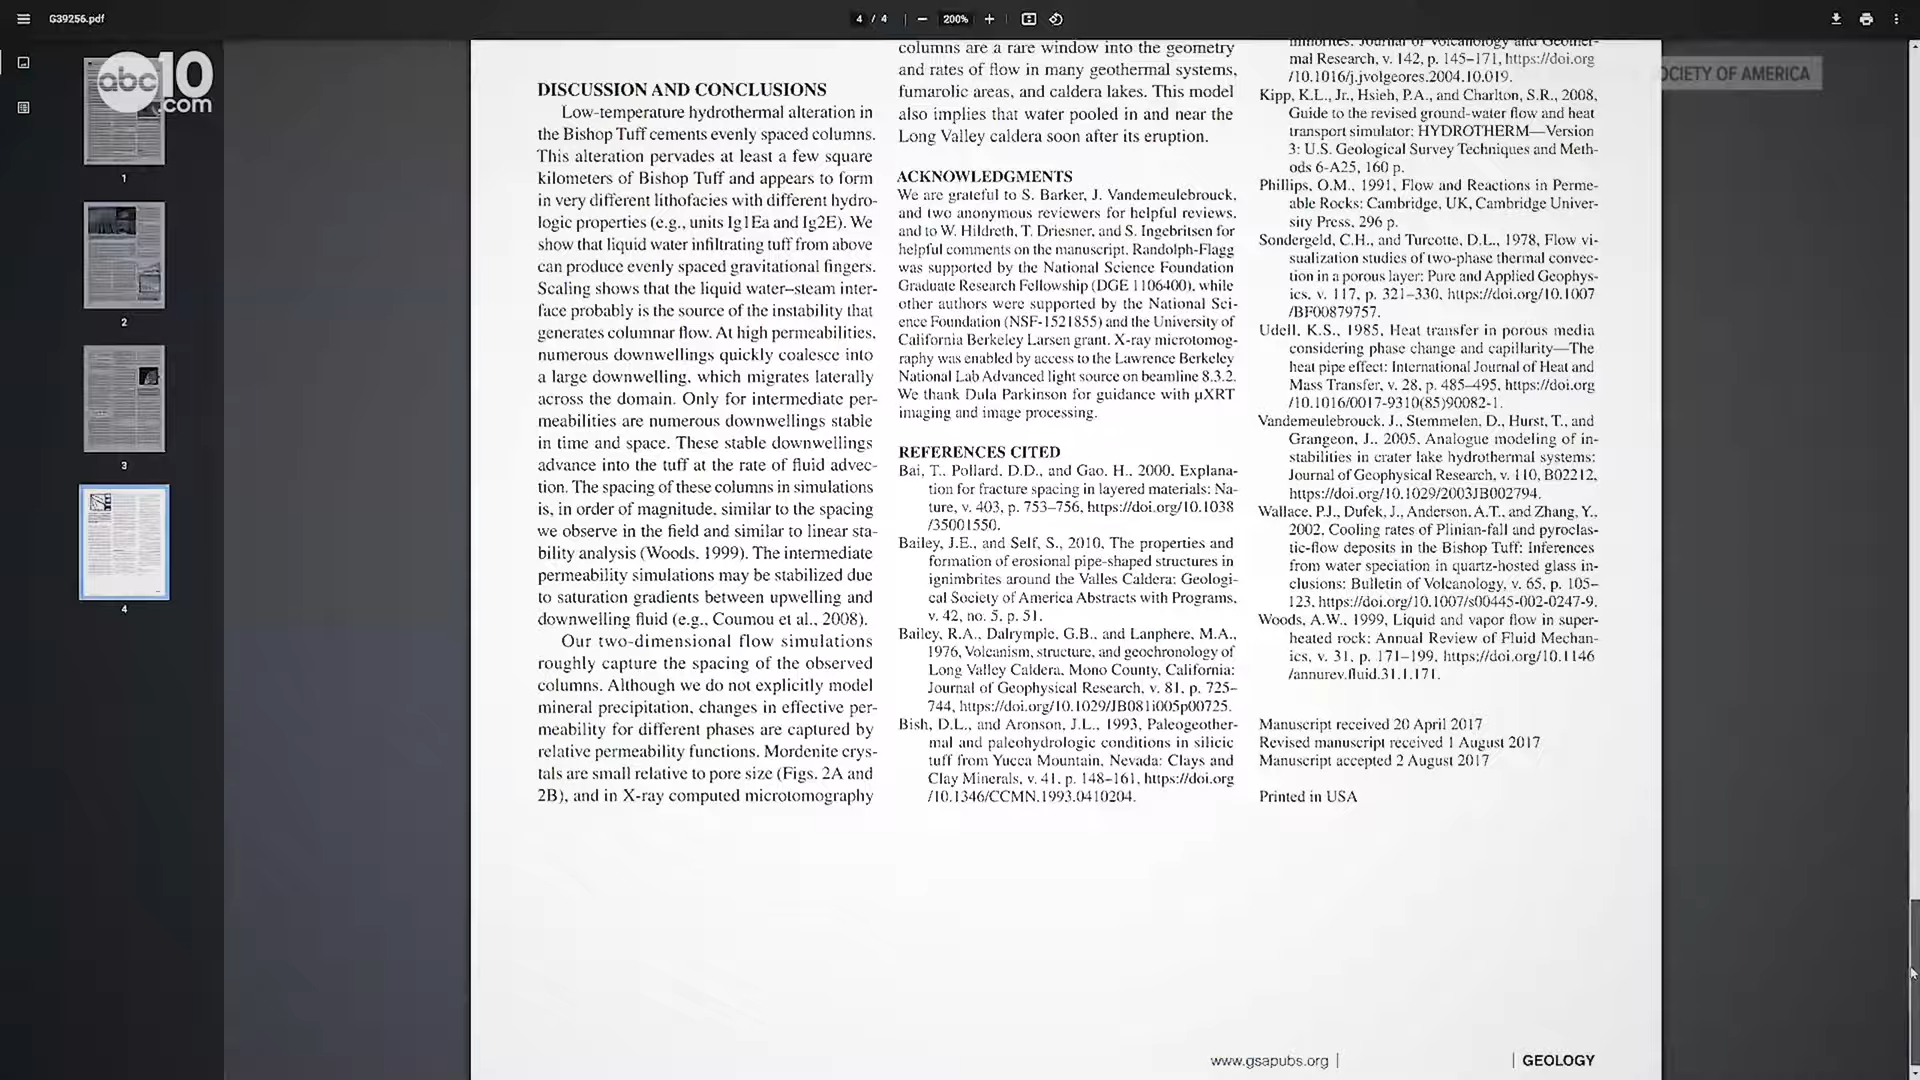 G39256.pdf
4 / 4
200%
abc10
.com
OCIETY OF AMERICA
1
2
3
4
DISCUSSION AND CONCLUSIONS
Low-temperature hydrothermal alteration in
the Bishop Tuff cements evenly spaced columns.
This alteration pervades at least a few square
kilometers of Bishop Tuff and appears to form
in very different lithofacies with different hydro-
logic properties (e.g., units Ig1Ea and Ig2E). We
show that liquid water infiltrating tuff from above
can produce evenly spaced gravitational fingers.
Scaling shows that the liquid water–steam inter-
face probably is the source of the instability that
generates columnar flow. At high permeabilities,
numerous downwellings quickly coalesce into
a large downwelling, which migrates laterally
across the domain. Only for intermediate per-
meabilities are numerous downwellings stable
in time and space. These stable downwellings
advance into the tuff at the rate of fluid advec-
tion. The spacing of these columns in simulations
is, in order of magnitude, similar to the spacing
we observe in the field and similar to linear sta-
bility analysis (Woods, 1999). The intermediate
permeability simulations may be stabilized due
to saturation gradients between upwelling and
downwelling fluid (e.g., Coumou et al., 2008).
Our two-dimensional flow simulations
roughly capture the spacing of the observed
columns. Although we do not explicitly model
mineral precipitation, changes in effective per-
meability for different phases are captured by
relative permeability functions. Mordenite crys-
tals are small relative to pore size (Figs. 2A and
2B), and in X-ray computed microtomography
columns are a rare window into the geometry
and rates of flow in many geothermal systems,
fumarolic areas, and caldera lakes. This model
also implies that water pooled in and near the
Long Valley caldera soon after its eruption.
ACKNOWLEDGMENTS
We are grateful to S. Barker, J. Vandemeulebrouck,
and two anonymous reviewers for helpful reviews,
and to W. Hildreth, T. Driesner, and S. Ingebritsen for
helpful comments on the manuscript. Randolph-Flagg
was supported by the National Science Foundation
Graduate Research Fellowship (DGE 1106400), while
other authors were supported by the National Sci-
ence Foundation (NSF-1521855) and the University of
California Berkeley Larsen grant. X-ray microtomog-
raphy was enabled by access to the Lawrence Berkeley
National Lab Advanced light source on beamline 8.3.2.
We thank Dula Parkinson for guidance with μXRT
imaging and image processing.
REFERENCES CITED
Bai, T., Pollard, D.D., and Gao, H., 2000, Explana-
tion for fracture spacing in layered materials: Na-
ture, v. 403, p. 753–756, https://doi.org/10.1038
/35001550.
Bailey, J.E., and Self, S., 2010, The properties and
formation of erosional pipe-shaped structures in
ignimbrites around the Valles Caldera: Geologi-
cal Society of America Abstracts with Programs,
v. 42, no. 5, p. 51.
Bailey, R.A., Dalrymple, G.B., and Lanphere, M.A.,
1976, Volcanism, structure, and geochronology of
Long Valley Caldera, Mono County, California:
Journal of Geophysical Research, v. 81, p. 725–
744, https://doi.org/10.1029/JB081i005p00725.
Bish, D.L., and Aronson, J.L., 1993, Paleogeother-
mal and paleohydrologic conditions in silicic
tuff from Yucca Mountain, Nevada: Clays and
Clay Minerals, v. 41, p. 148–161, https://doi.org
/10.1346/CCMN.1993.0410204.
nimbrites: Journal of Volcanology and Geother-
mal Research, v. 142, p. 145–171, https://doi.org
/10.1016/j.jvolgeores.2004.10.019.
Kipp, K.L., Jr., Hsieh, P.A., and Charlton, S.R., 2008,
Guide to the revised ground-water flow and heat
transport simulator: HYDROTHERM—Version
3: U.S. Geological Survey Techniques and Meth-
ods 6-A25, 160 p.
Phillips, O.M., 1991, Flow and Reactions in Perme-
able Rocks: Cambridge, UK, Cambridge Univer-
sity Press, 296 p.
Sondergeld, C.H., and Turcotte, D.L., 1978, Flow vi-
sualization studies of two-phase thermal convec-
tion in a porous layer: Pure and Applied Geophys-
ics, v. 117, p. 321–330, https://doi.org/10.1007
/BF00879757.
Udell, K.S., 1985, Heat transfer in porous media
considering phase change and capillarity—The
heat pipe effect: International Journal of Heat and
Mass Transfer, v. 28, p. 485–495, https://doi.org
/10.1016/0017-9310(85)90082-1.
Vandemeulebrouck, J., Stemmelen, D., Hurst, T., and
Grangeon, J., 2005, Analogue modeling of in-
stabilities in crater lake hydrothermal systems:
Journal of Geophysical Research, v. 110, B02212,
https://doi.org/10.1029/2003JB002794.
Wallace, P.J., Dufek, J., Anderson, A.T., and Zhang, Y.,
2002, Cooling rates of Plinian-fall and pyroclas-
tic-flow deposits in the Bishop Tuff: Inferences
from water speciation in quartz-hosted glass in-
clusions: Bulletin of Volcanology, v. 65, p. 105–
123, https://doi.org/10.1007/s00445-002-0247-9.
Woods, A.W., 1999, Liquid and vapor flow in super-
heated rock: Annual Review of Fluid Mechan-
ics, v. 31, p. 171–199, https://doi.org/10.1146
/annurev.fluid.31.1.171.
Manuscript received 20 April 2017
Revised manuscript received 1 August 2017
Manuscript accepted 2 August 2017
Printed in USA
www.gsapubs.org | | GEOLOGY